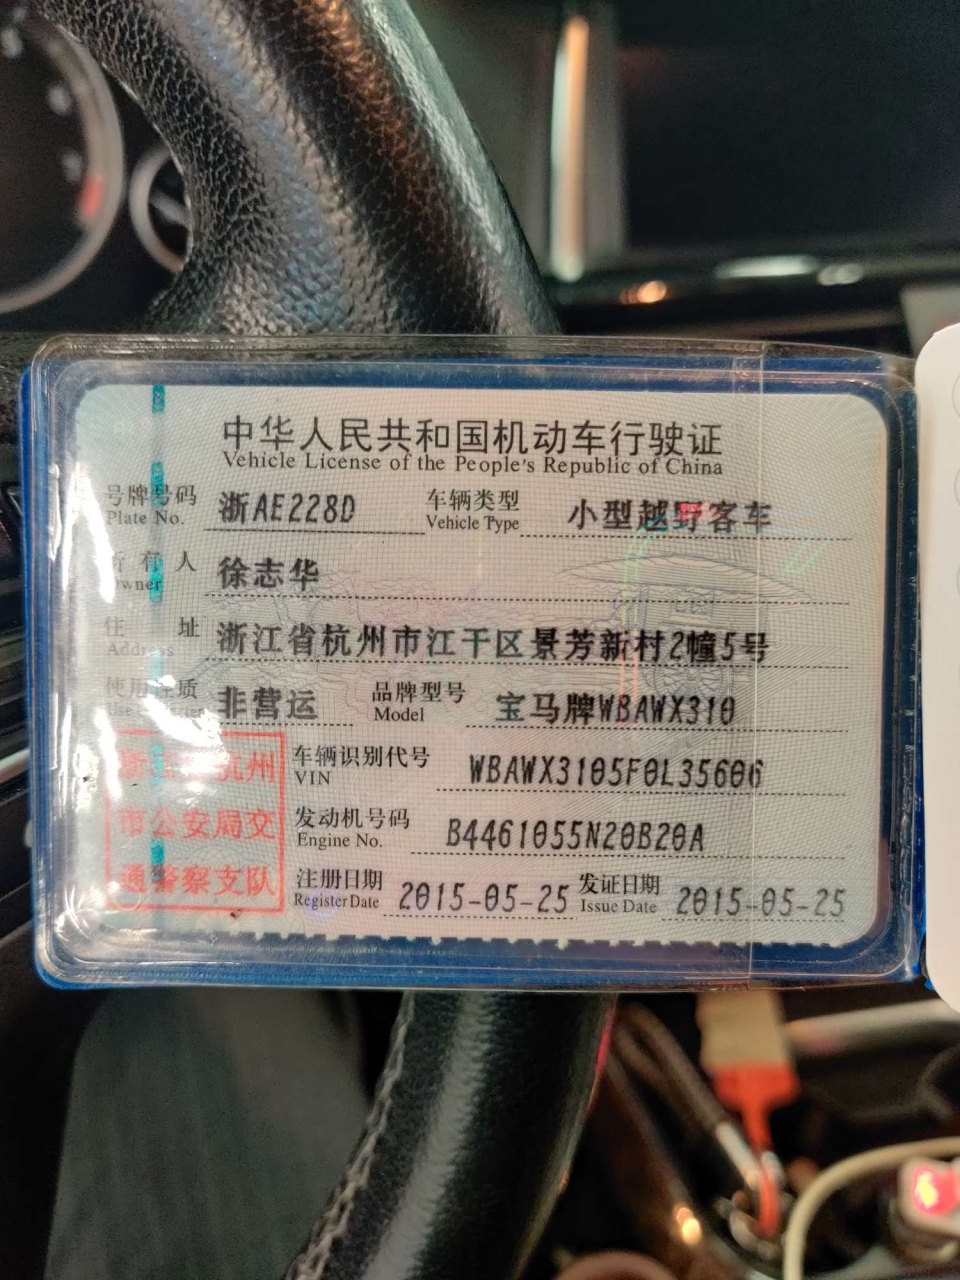 中华人民共和国机动车行驶证
Vehicle License of the People's Republic of China
号牌号码 浙AE228D 车辆类型 小型越野客车
Plate No. Vehicle Type
所有人 徐志华
Owner
住 址 浙江省杭州市江干区景芳新村2幢5号
Address
使用性质 非营运 品牌型号 宝马牌WBAWX310
Model
车辆识别代号 WBAWX3105F0L35606
VIN
发动机号码 B4461055N20B20A
Engine No.
注册日期 2015-05-25 发证日期 2015-05-25
Register Date Issue Date
杭州
市公安局交
通警察支队